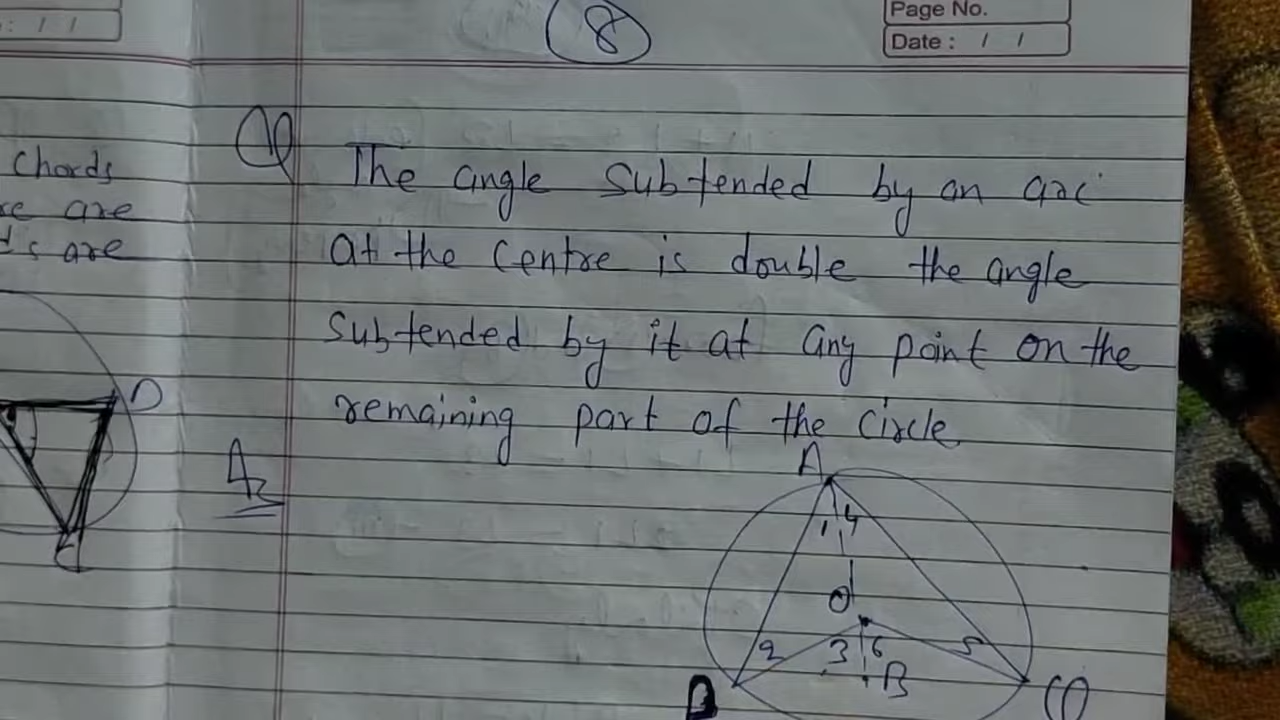 : / /
8
Page No.
Date : / /
Chords
are
are
Q
The angle subtended by an arc
at the centre is double the angle
subtended by it at any point on the
remaining part of the circle
D
A
1 4
O
2 3 6 5
B
Q